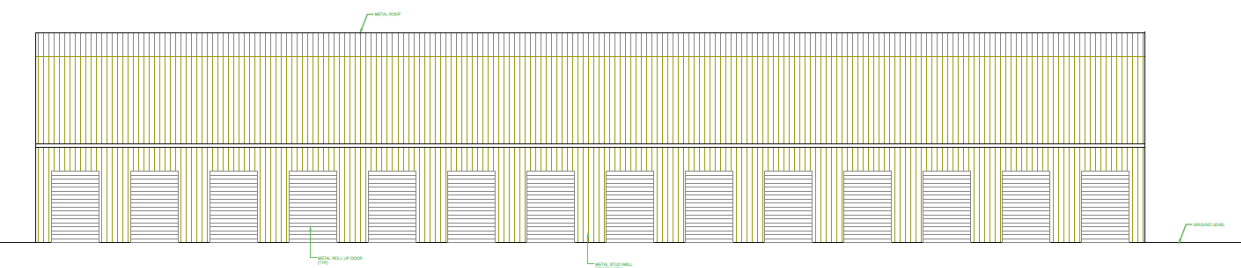 METAL ROOF
GROUND LEVEL
METAL ROLL UP DOOR
(TYP)
METAL STUD WALL